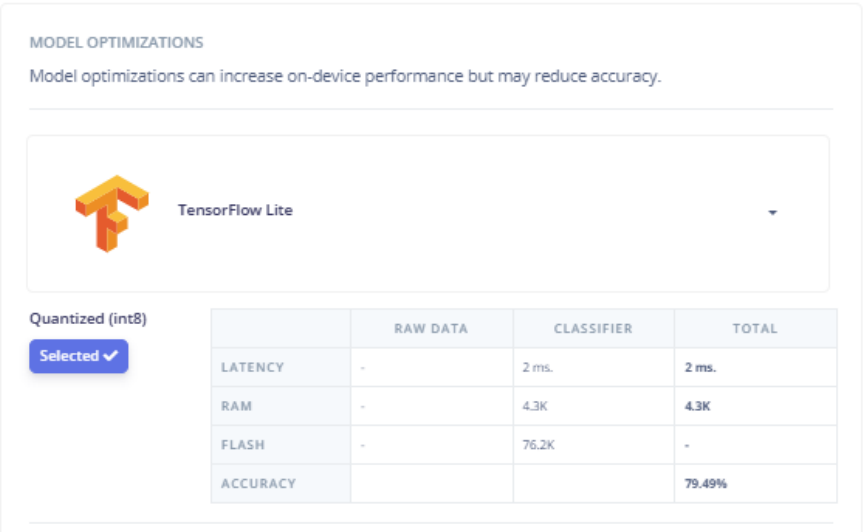 MODEL OPTIMIZATIONS
Model optimizations can increase on-device performance but may reduce accuracy.
TensorFlow Lite
Quantized (int8)
Selected ✓
RAW DATA CLASSIFIER TOTAL
LATENCY - 2 ms. 2 ms.
RAM - 4.3K 4.3K
FLASH - 76.2K -
ACCURACY 79.49%